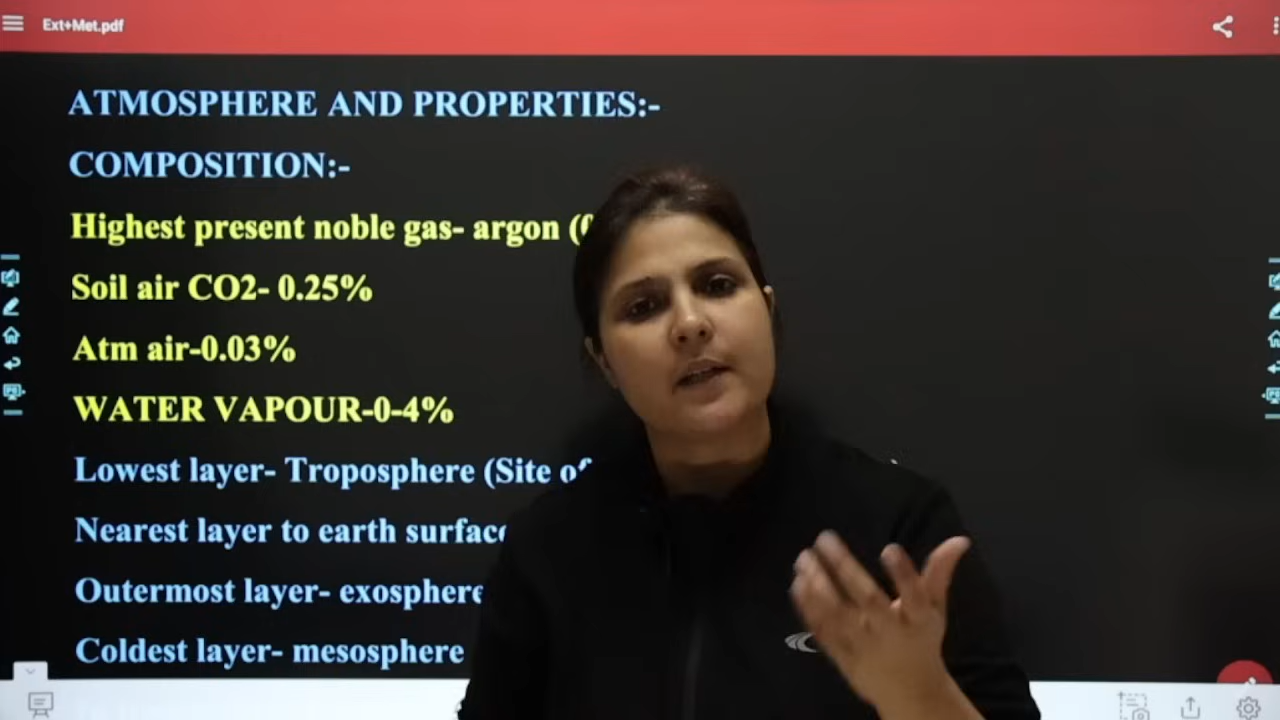 Ext+Met.pdf
ATMOSPHERE AND PROPERTIES:-
COMPOSITION:-
Highest present noble gas- argon (
Soil air CO2- 0.25%
Atm air-0.03%
WATER VAPOUR-0-4%
Lowest layer- Troposphere (Site of
Nearest layer to earth surface
Outermost layer- exosphere
Coldest layer- mesosphere